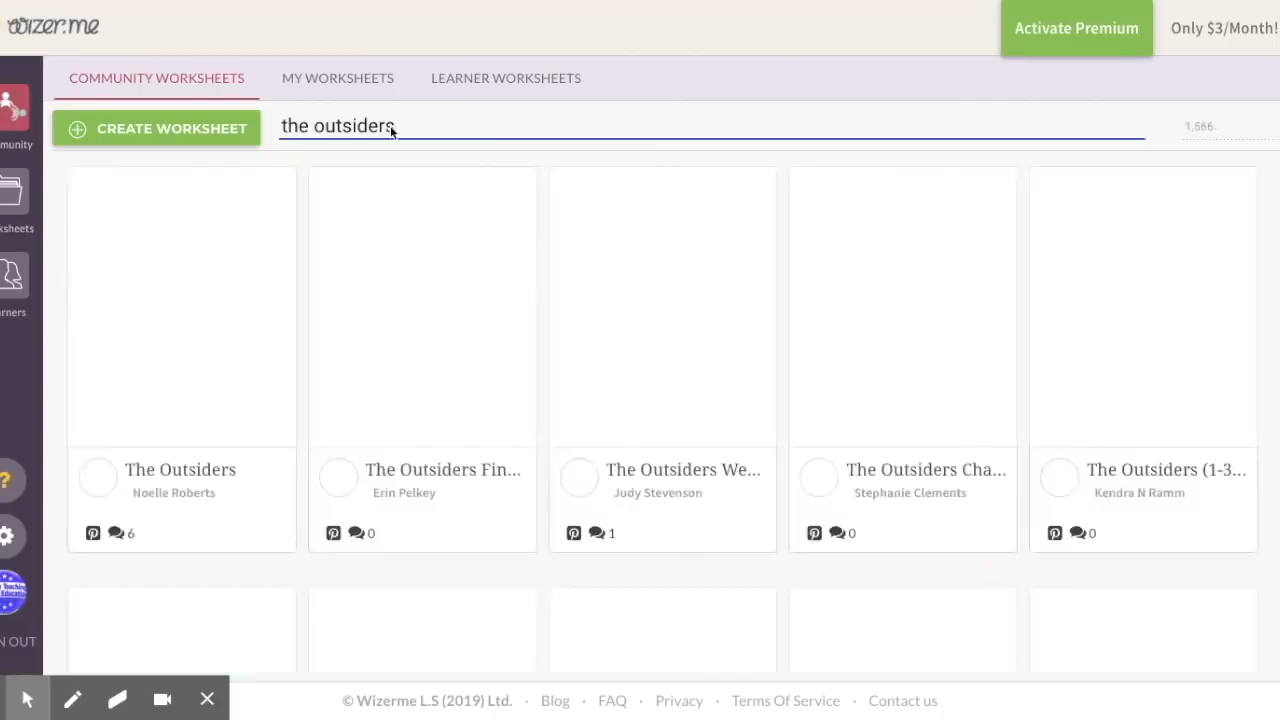 wizer.me
Activate Premium
Only $3/Month!
COMMUNITY WORKSHEETS
MY WORKSHEETS
LEARNER WORKSHEETS
CREATE WORKSHEET
the outsiders
1,566.
munity
ksheets
rners
N OUT
The Outsiders
Noelle Roberts
6
The Outsiders Fin...
Erin Pelkey
0
The Outsiders We...
Judy Stevenson
1
The Outsiders Cha...
Stephanie Clements
0
The Outsiders (1-3...
Kendra N Ramm
0
?
© Wizerme L.S (2019) Ltd. · Blog · FAQ · Privacy · Terms Of Service · Contact us